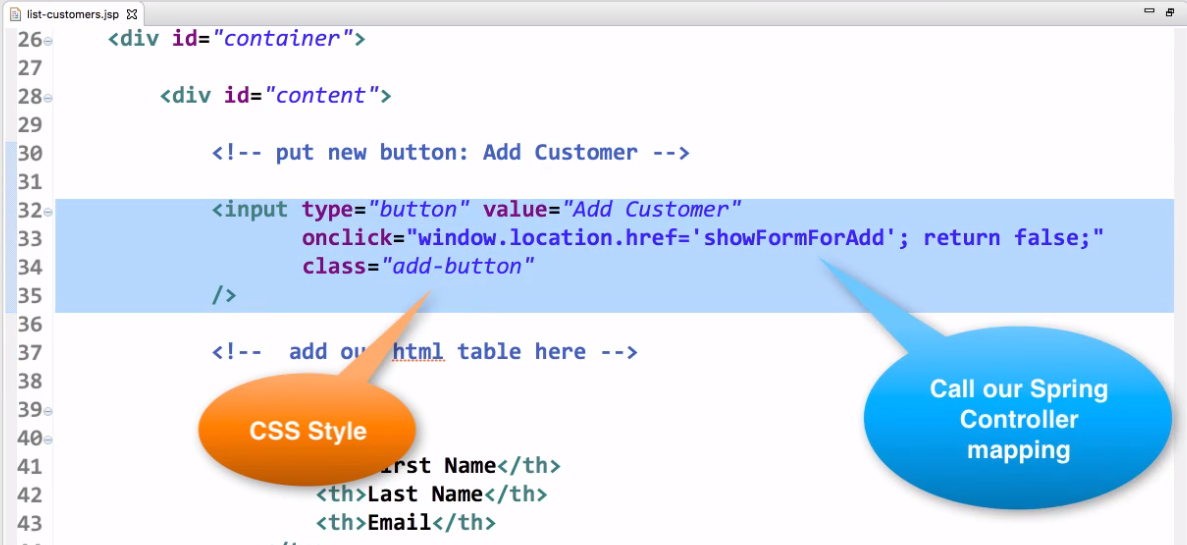 list-customers.jsp
26 <div id="container">
27
28 <div id="content">
29
30 <!-- put new button: Add Customer -->
31
32 <input type="button" value="Add Customer"
33 onclick="window.location.href='showFormForAdd'; return false;"
34 class="add-button"
35 />
36
37 <!-- add html table here -->
38
39
40
41 Name</th>
42 <th>Last Name</th>
43 <th>Email</th>
CSS Style
Call our Spring
Controller
mapping